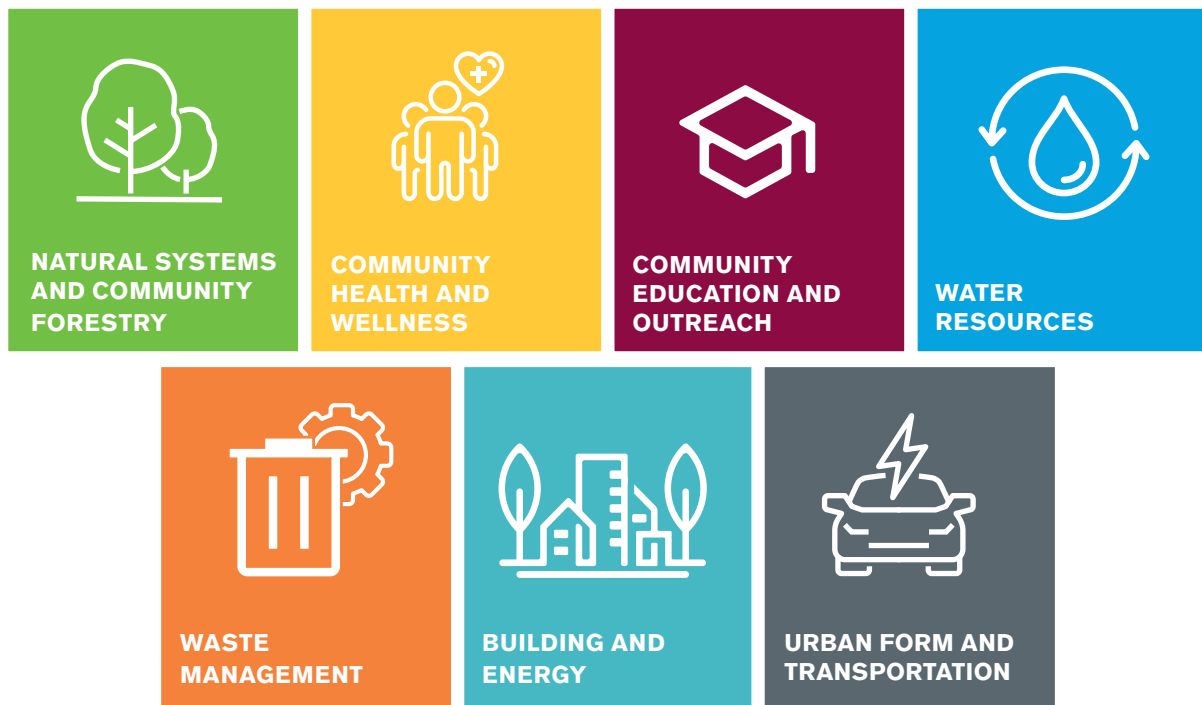 NATURAL SYSTEMS
AND COMMUNITY
FORESTRY
COMMUNITY
HEALTH AND
WELLNESS
COMMUNITY
EDUCATION AND
OUTREACH
WATER
RESOURCES
WASTE
MANAGEMENT
BUILDING AND
ENERGY
URBAN FORM AND
TRANSPORTATION